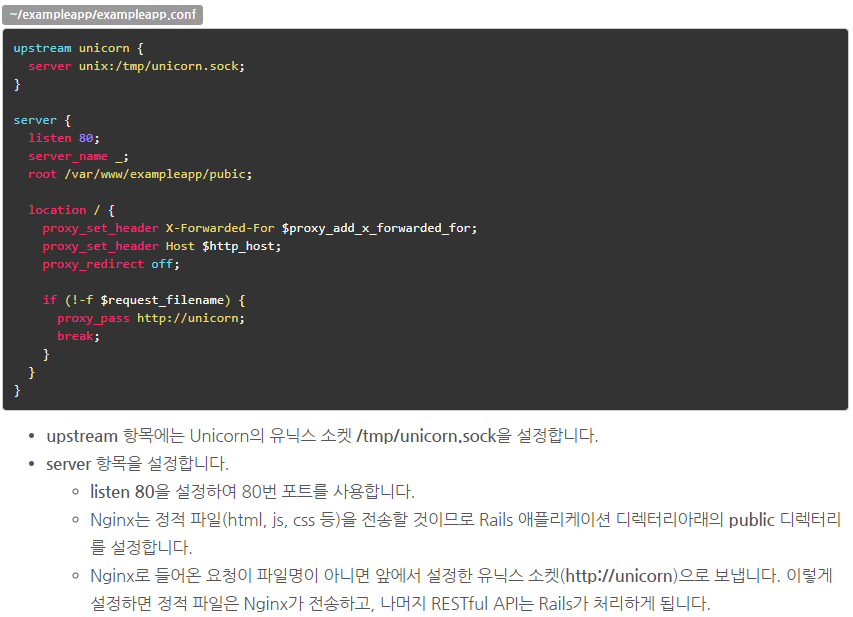 ~/exampleapp/exampleapp.conf
upstream unicorn {
  server unix:/tmp/unicorn.sock;
}

server {
  listen 80;
  server_name _;
  root /var/www/exampleapp/pubic;

  location / {
    proxy_set_header X-Forwarded-For $proxy_add_x_forwarded_for;
    proxy_set_header Host $http_host;
    proxy_redirect off;

    if (!-f $request_filename) {
      proxy_pass http://unicorn;
      break;
    }
  }
}
• upstream 항목에는 Unicorn의 유닉스 소켓 /tmp/unicorn.sock을 설정합니다.
• server 항목을 설정합니다.
◦ listen 80을 설정하여 80번 포트를 사용합니다.
◦ Nginx는 정적 파일(html, js, css 등)을 전송할 것이므로 Rails 애플리케이션 디렉터리아래의 public 디렉터리
를 설정합니다.
◦ Nginx로 들어온 요청이 파일명이 아니면 앞에서 설정한 유닉스 소켓(http://unicorn)으로 보냅니다. 이렇게
설정하면 정적 파일은 Nginx가 전송하고, 나머지 RESTful API는 Rails가 처리하게 됩니다.